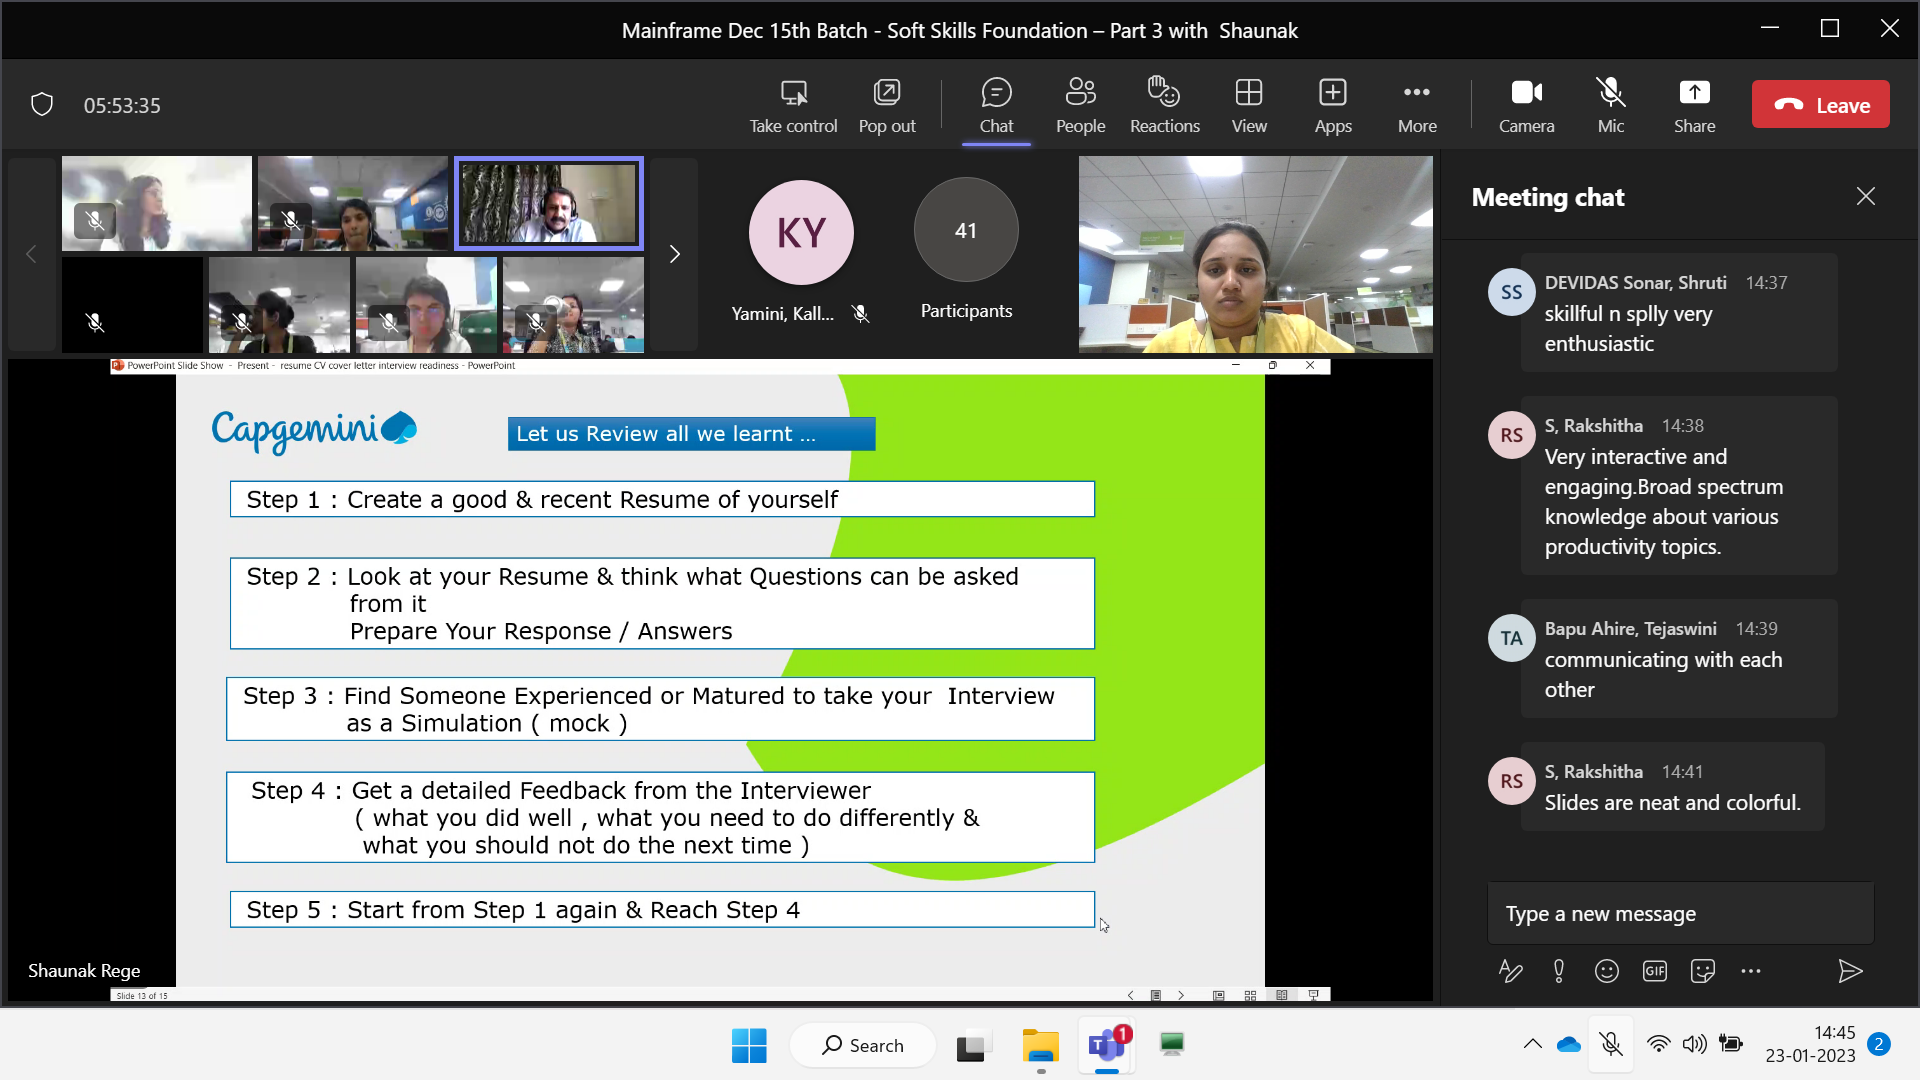 Mainframe Dec 15th Batch - Soft Skills Foundation – Part 3 with  Shaunak
05:53:35
Take control
Pop out
Chat
People
Reactions
View
Apps
More
Camera
Mic
Share
Leave
KY
Yamini, Kall...
41
Participants
Meeting chat
SS
DEVIDAS Sonar, Shruti 14:37
skillful n splly very
enthusiastic
RS
S, Rakshitha 14:38
Very interactive and
engaging.Broad spectrum
knowledge about various
productivity topics.
TA
Bapu Ahire, Tejaswini 14:39
communicating with each
other
RS
S, Rakshitha 14:41
Slides are neat and colorful.
Type a new message
GIF
PowerPoint Slide Show - Present - resume CV cover letter interview readiness - PowerPoint
Capgemini
Let us Review all we learnt ...
Step 1 : Create a good & recent Resume of yourself
Step 2 : Look at your Resume & think what Questions can be asked
from it
Prepare Your Response / Answers
Step 3 : Find Someone Experienced or Matured to take your  Interview
as a Simulation ( mock )
Step 4 : Get a detailed Feedback from the Interviewer
( what you did well , what you need to do differently &
what you should not do the next time )
Step 5 : Start from Step 1 again & Reach Step 4
Shaunak Rege
Slide 13 of 15
Search
T
1
14:45
23-01-2023
2